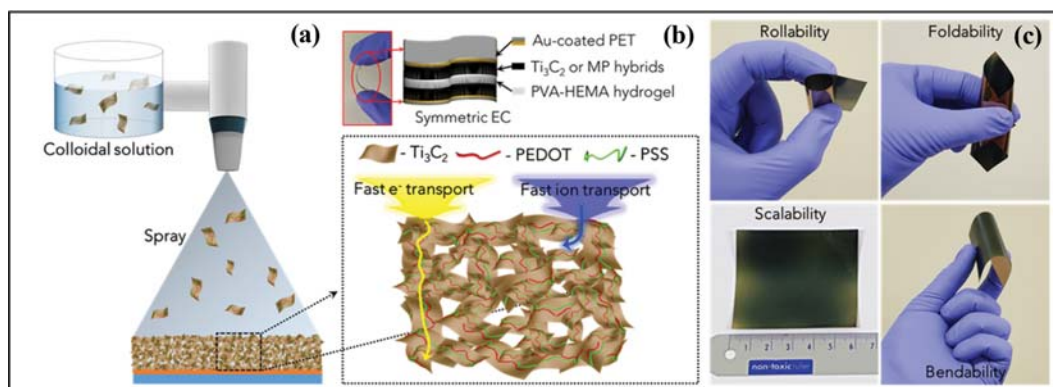 (a)
Colloidal solution
Spray
Au-coated PET
Ti₃C₂ or MP hybrids
PVA-HEMA hydrogel
Symmetric EC
(b)
- Ti₃C₂
- PEDOT
- PSS
Fast e⁻ transport
Fast ion transport
Rollability
Foldability
(c)
Scalability
1 2 3 4 5 6 7
non-toxic
Bendability